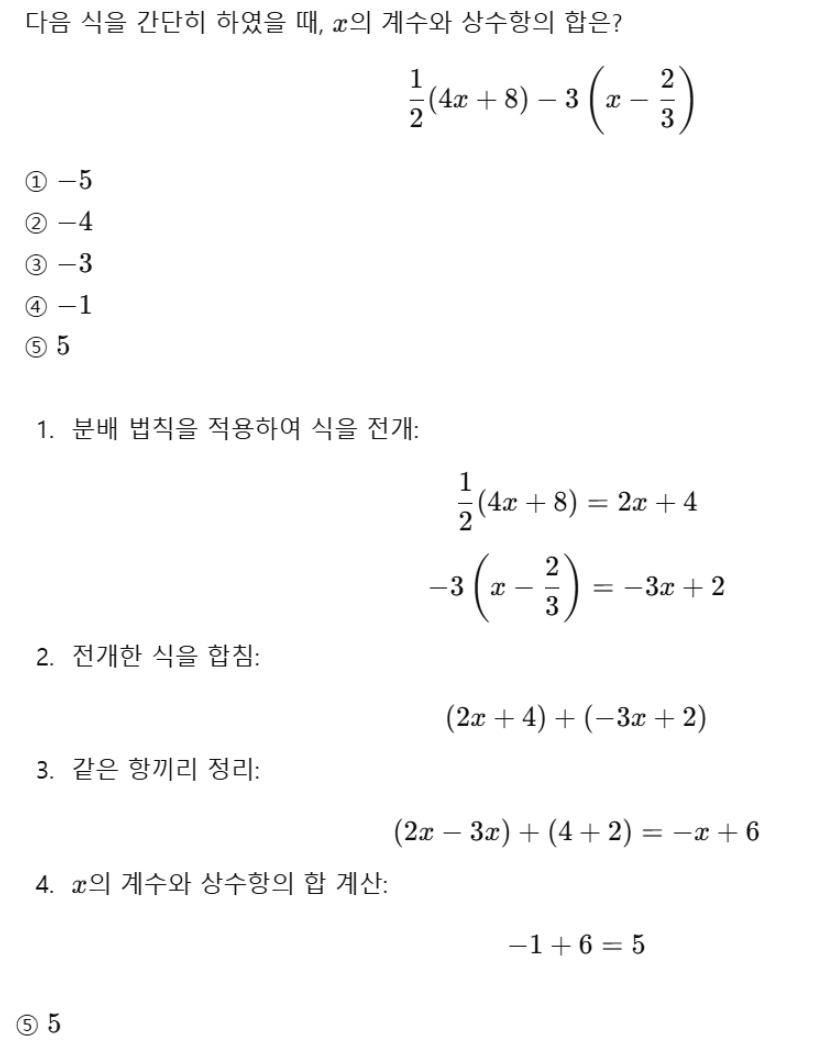 다음 식을 간단히 하였을 때, x의 계수와 상수항의 합은?
\frac{1}{2}(4x + 8) − 3(x − \frac{2}{3})
① −5
② −4
③ −3
④ −1
⑤ 5
1. 분배 법칙을 적용하여 식을 전개:
\frac{1}{2}(4x + 8) = 2x + 4
−3(x − \frac{2}{3}) = −3x + 2
2. 전개한 식을 합침:
(2x + 4) + (−3x + 2)
3. 같은 항끼리 정리:
(2x − 3x) + (4 + 2) = −x + 6
4. x의 계수와 상수항의 합 계산:
−1 + 6 = 5
⑤ 5